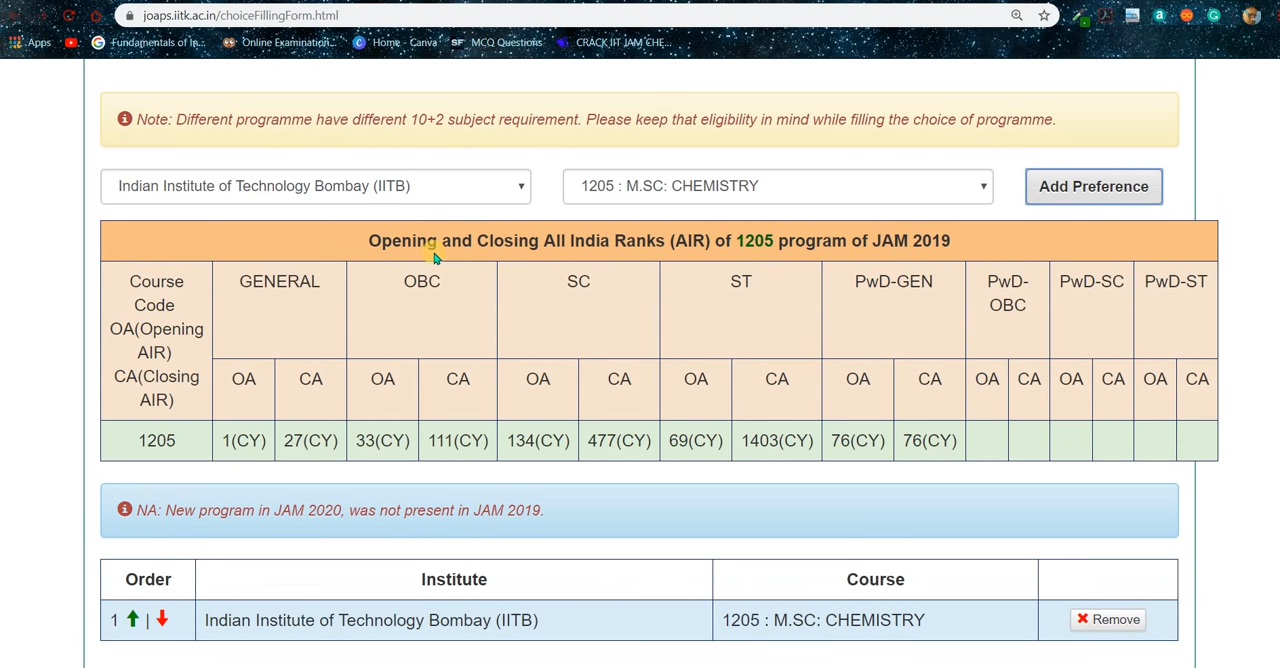 joaps.iitk.ac.in/choiceFillingForm.html
Apps Fundamentals of In... Online Examination... Home - Canva SF MCQ Questions CRACK IIT JAM CHE...
Note: Different programme have different 10+2 subject requirement. Please keep that eligibility in mind while filling the choice of programme.
Indian Institute of Technology Bombay (IITB) 1205 : M.SC: CHEMISTRY Add Preference
Opening and Closing All India Ranks (AIR) of 1205 program of JAM 2019
Course
Code
OA(Opening
AIR)
CA(Closing
AIR)
GENERAL OBC SC ST PwD-GEN PwD-
OBC PwD-SC PwD-ST
OA CA OA CA OA CA OA CA OA CA OA CA OA CA OA CA
1205 1(CY) 27(CY) 33(CY) 111(CY) 134(CY) 477(CY) 69(CY) 1403(CY) 76(CY) 76(CY)
NA: New program in JAM 2020, was not present in JAM 2019.
Order Institute Course
1 | Indian Institute of Technology Bombay (IITB) 1205 : M.SC: CHEMISTRY Remove